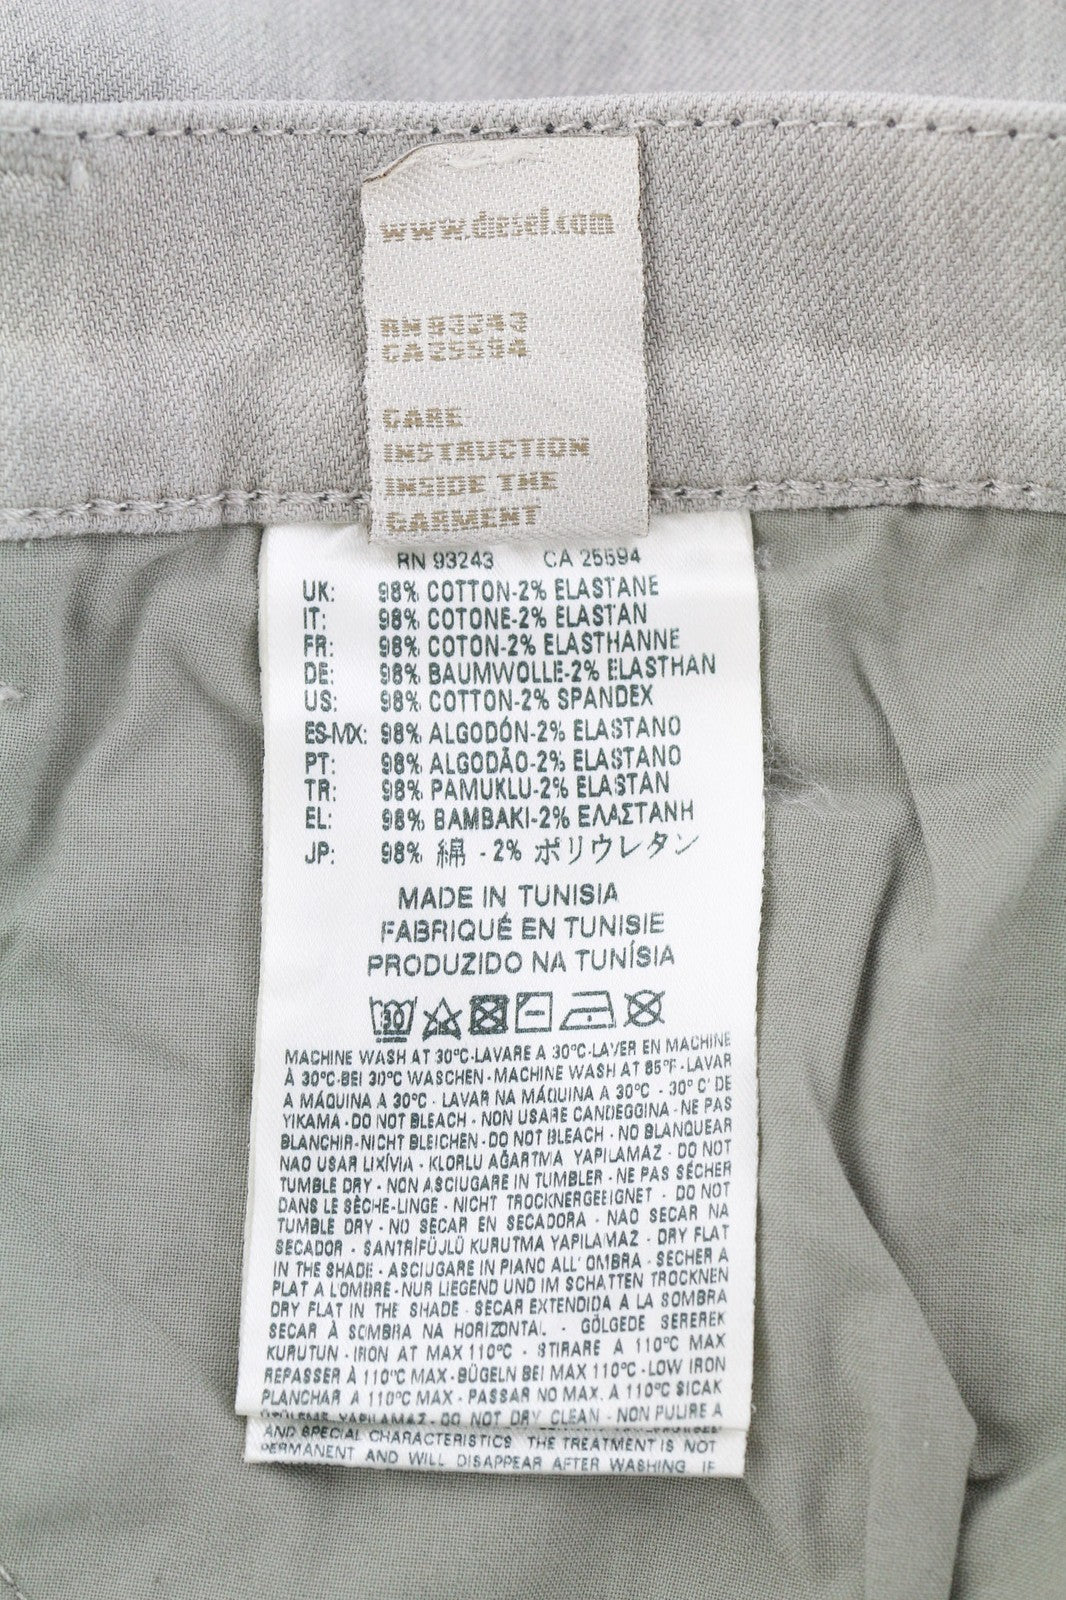 www.diesel.com
RN 93243
CA 25594
CARE
INSTRUCTION
INSIDE THE
GARMENT
RN 93243 CA 25594
UK: 98% COTTON-2% ELASTANE
IT: 98% COTONE-2% ELASTAN
FR: 98% COTON-2% ELASTHANNE
DE: 98% BAUMWOLLE-2% ELASTHAN
US: 98% COTTON-2% SPANDEX
ES-MX: 98% ALGODÓN-2% ELASTANO
PT: 98% ALGODÃO-2% ELASTANO
TR: 98% PAMUKLU-2% ELASTAN
EL: 98% BAMBAKI-2% ΕΛΑΣΤΑΝΗ
JP: 98% 綿 - 2% ポリウレタン
MADE IN TUNISIA
FABRIQUÉ EN TUNISIE
PRODUZIDO NA TUNÍSIA
30
MACHINE WASH AT 30°C-LAVARE A 30°C-LAVER EN MACHINE
À 30°C-BEI 30°C WASCHEN-MACHINE WASH AT 85°F-LAVAR
A MÁQUINA A 30°C - LAVAR NA MÁQUINA A 30°C - 30° C' DE
YIKAMA-DO NOT BLEACH - NON USARE CANDEGGINA-NE PAS
BLANCHIR-NICHT BLEICHEN-DO NOT BLEACH - NO BLANQUEAR
NAO USAR LIXÍVIA - KLORLU AĞARTMA YAPILAMAZ - DO NOT
TUMBLE DRY - NON ASCIUGARE IN TUMBLER - NE PAS SÉCHER
DANS LE SÈCHE-LINGE - NICHT TROCKNERGEEIGNET - DO NOT
TUMBLE DRY - NO SECAR EN SECADORA - NAO SECAR NA
SECADOR - SANTRİFÜJLÜ KURUTMA YAPILAMAZ - DRY FLAT
IN THE SHADE - ASCIUGARE IN PIANO ALL' OMBRA - SÉCHER A
PLAT A L'OMBRE-NUR LIEGEND UND IM SCHATTEN TROCKNEN
DRY FLAT IN THE SHADE - SECAR EXTENDIDA A LA SOMBRA
SECAR À SOMBRA NA HORIZONTAL - GÖLGEDE SEREREK
KURUTUN - IRON AT MAX 110°C - STIRARE A 110°C MAX
REPASSER À 110°C MAX-BÜGELN BEI MAX 110°C-LOW IRON
PLANCHAR A 110°C MAX - PASSAR NO MAX. A 110°C SICAK
YAPILAMAZ - DO NOT DRY CLEAN - NON PULIRE A
AND SPECIAL CHARACTERISTICS THE TREATMENT IS NOT
PERMANENT AND WILL DISAPPEAR AFTER WASHING IF